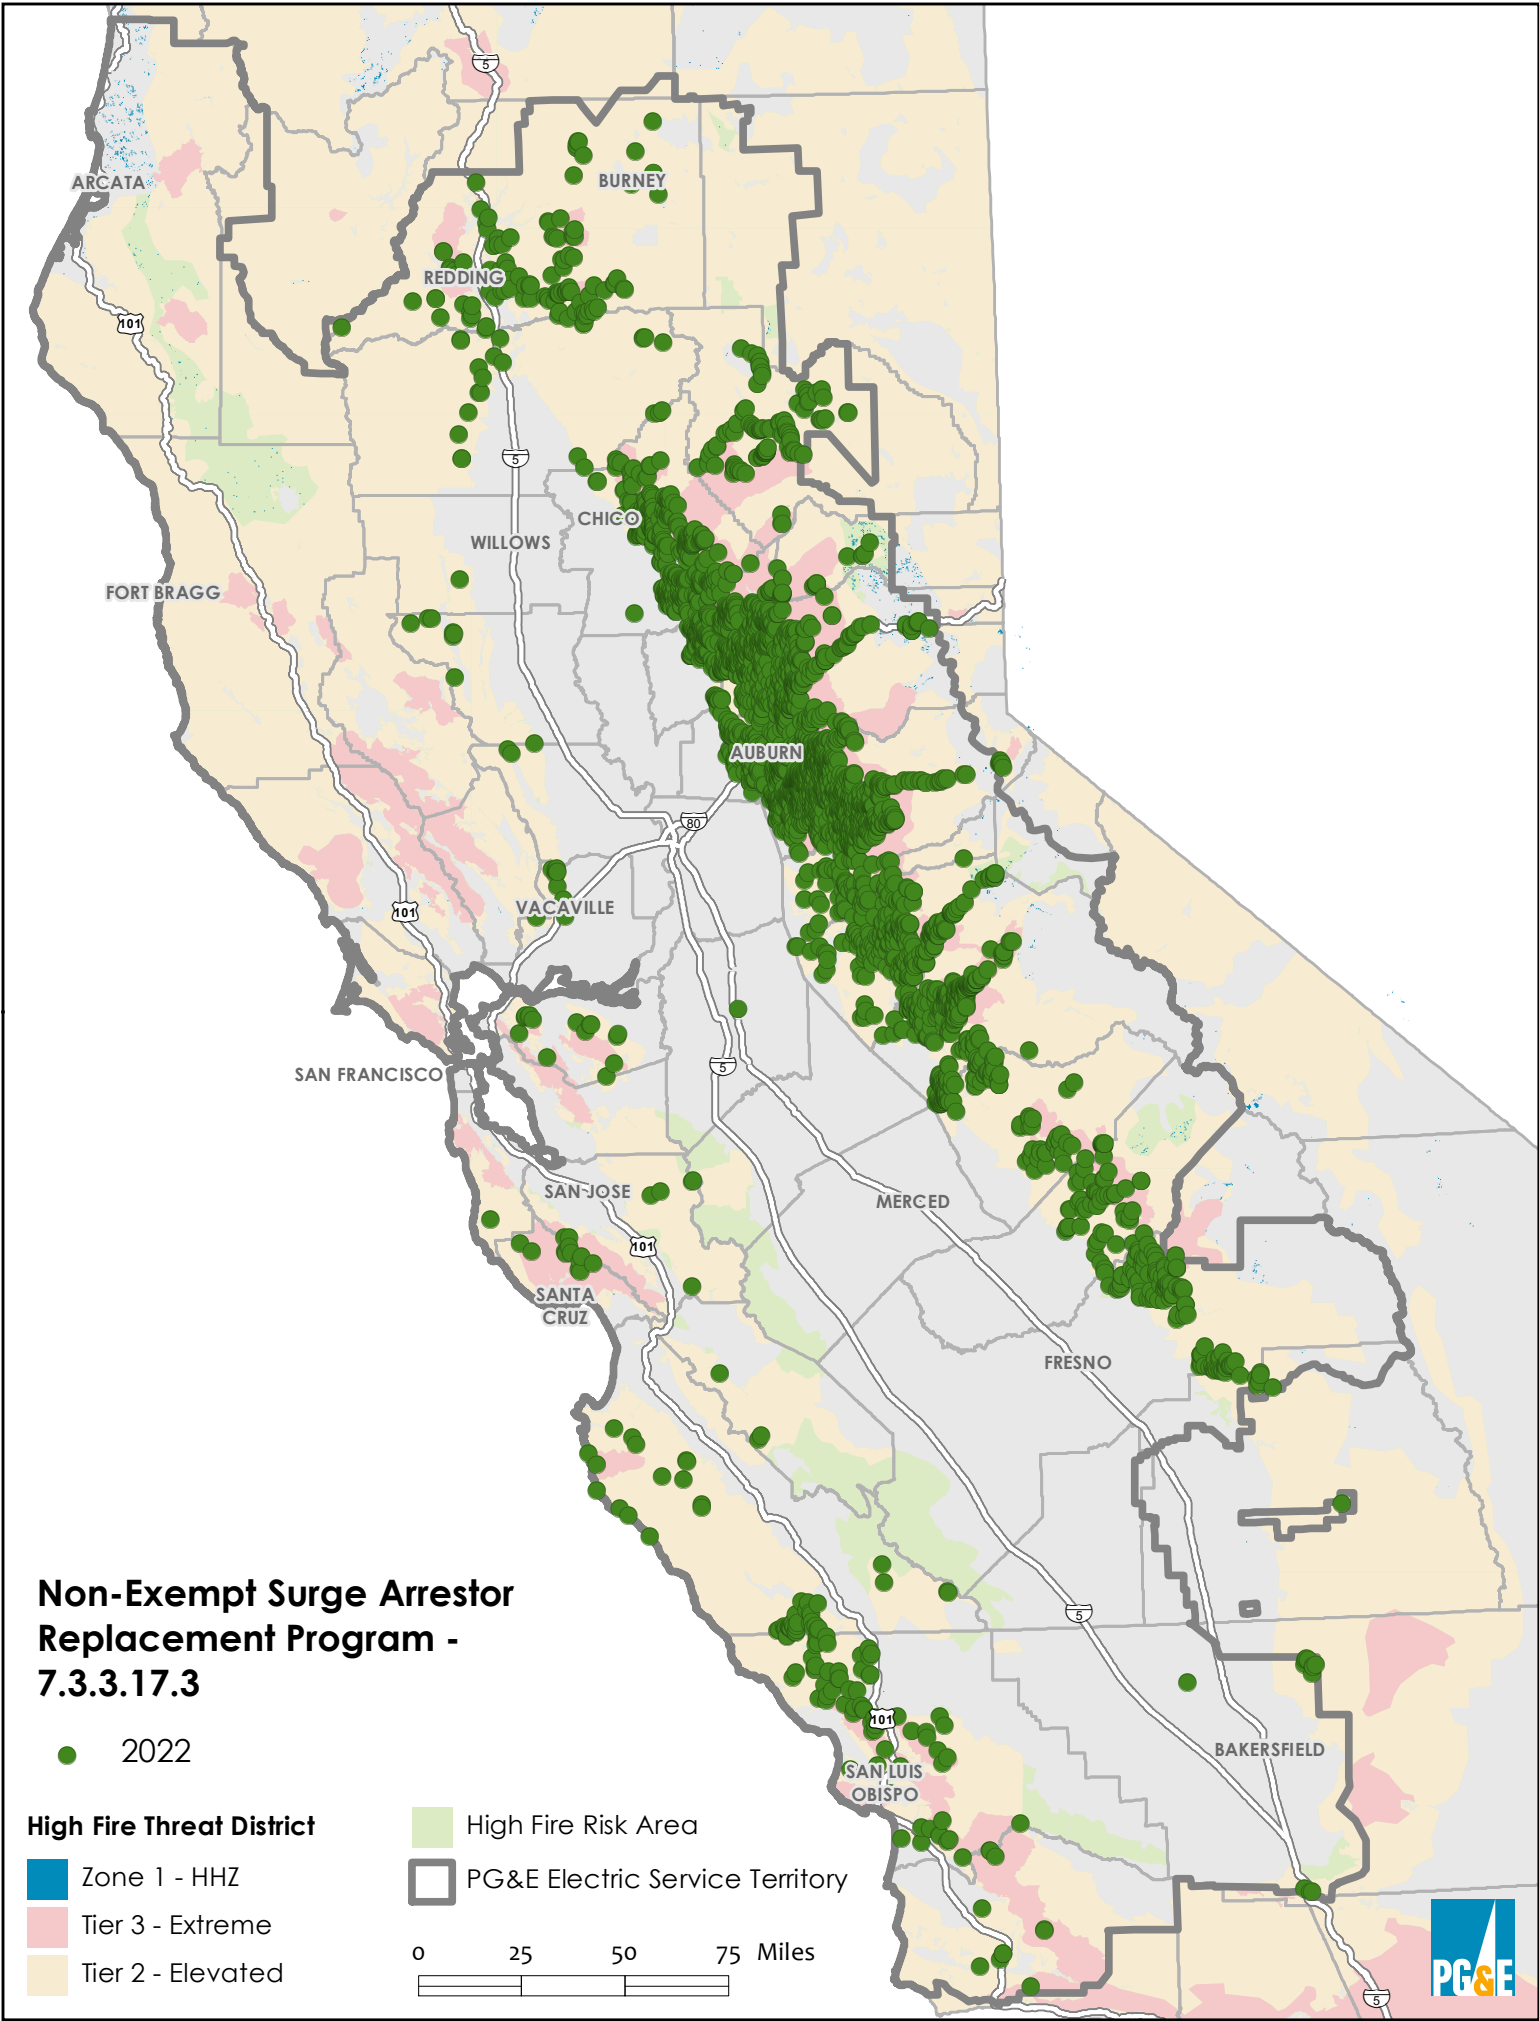 5
ARCATA
BURNEY
REDDING
101
5
CHICO
WILLOWS
FORT BRAGG
AUBURN
80
101
VACAVILLE
5
SAN FRANCISCO
SAN JOSE
MERCED
101
SANTA
CRUZ
FRESNO
5
101
SAN LUIS
OBISPO
BAKERSFIELD
5
Non-Exempt Surge Arrestor
Replacement Program -
7.3.3.17.3
2022
High Fire Threat District
Zone 1 - HHZ
Tier 3 - Extreme
Tier 2 - Elevated
High Fire Risk Area
PG&E Electric Service Territory
0 25 50 75 Miles
PG&E